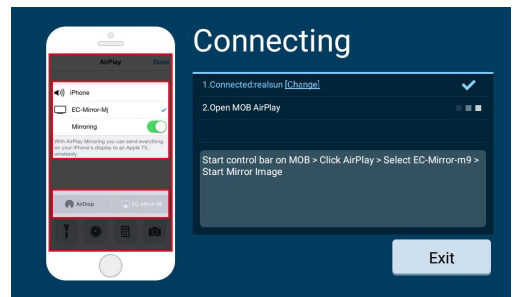 Connecting
AirPlay Done
iPhone
EC-Mirror-Mj
Mirroring
With AirPlay Mirroring you can send everything
on your iPhone's display to an Apple TV,
wirelessly.
AirDrop EC-Mirror-Mj
1.Connected:realsun [Change]
2.Open MOB AirPlay
Start control bar on MOB > Click AirPlay > Select EC-Mirror-m9 >
Start Mirror Image
Exit